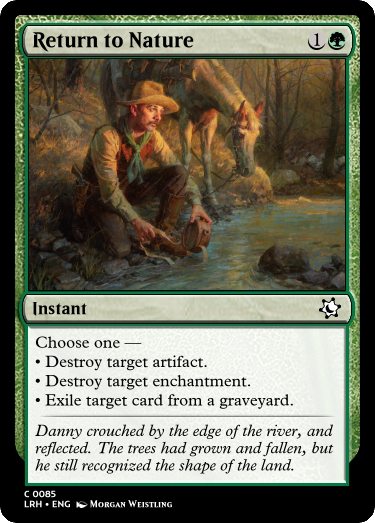 Return to Nature 1
Instant
Choose one —
• Destroy target artifact.
• Destroy target enchantment.
• Exile target card from a graveyard.
Danny crouched by the edge of the river, and
reflected. The trees had grown and fallen, but
he still recognized the shape of the land.
C 0085
LRH • ENG Morgan Weistling